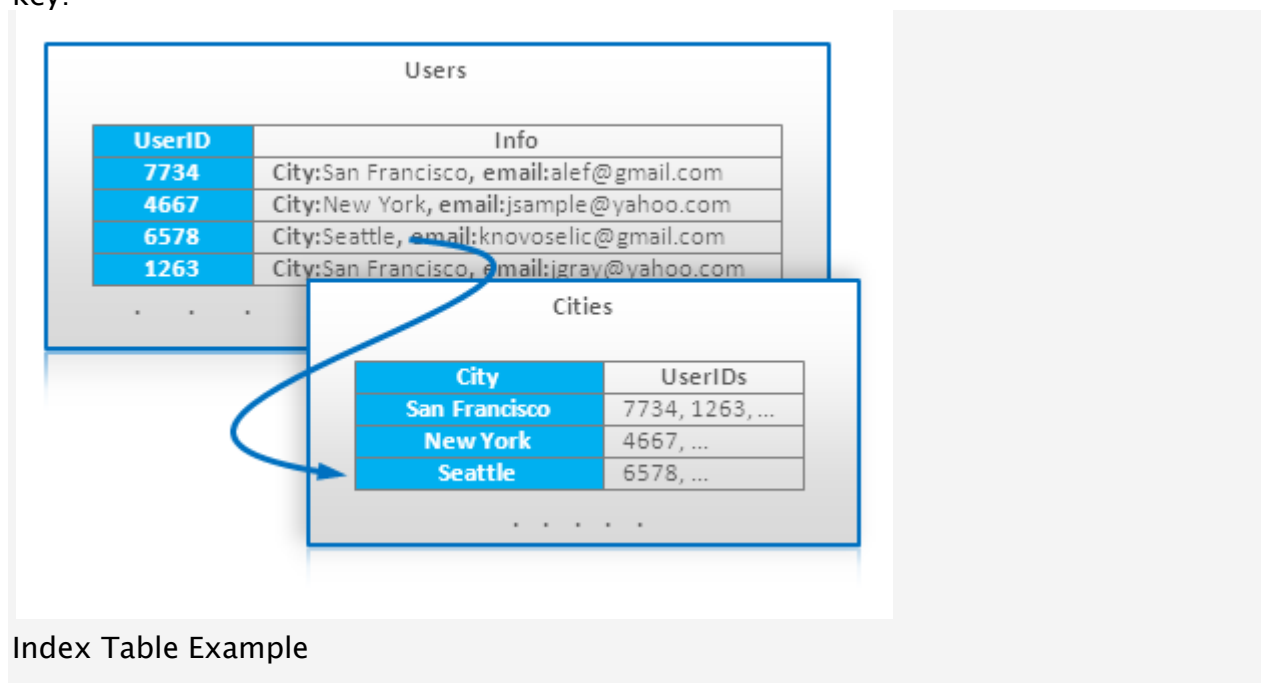 key.
Users
UserID Info
7734 City:San Francisco, email:alef@gmail.com
4667 City:New York, email:jsample@yahoo.com
6578 City:Seattle, email:knovoselic@gmail.com
1263 City:San Francisco, email:jgray@yahoo.com
. . .
Cities
City UserIDs
San Francisco 7734, 1263, ...
New York 4667, ...
Seattle 6578, ...
. . . . .
Index Table Example